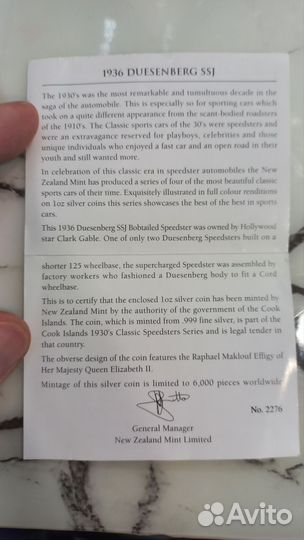 1936 DUESENBERG SSJ
The 1930's was the most remarkable and tumultuous decade in the
saga of the automobile. This is especially so for sporting cars which
took on a quite different appearance from the scant-bodied roadsters
of the 1910's. The Classic sports cars of the 30's were speedsters and
were an extravagance reserved for playboys, celebrities and those
unique individuals who enjoyed a fast car and an open road in their
youth and still wanted more.
In celebration of this classic era in speedster automobiles the New
Zealand Mint has produced a series of four of the most beautiful classic
sports cars of their time. Exquisitely illustrated in full colour renditions
on 1oz silver coins this series showcases the best of the best in sports
cars.
This 1936 Duesenberg SSJ Bobtailed Speedster was owned by Hollywood
star Clark Gable. One of only two Duesenberg Speedsters built on a
shorter 125 wheelbase, the supercharged Speedster was assembled by
factory workers who fashioned a Duesenberg body to fit a Cord
wheelbase.
This is to certify that the enclosed 1oz silver coin has been minted by
New Zealand Mint by the authority of the government of the Cook
Islands. The coin, which is minted from .999 fine silver, is part of the
Cook Islands 1930's Classic Speedsters Series and is legal tender in
that country.
The obverse design of the coin features the Raphael Maklouf Effigy of
Her Majesty Queen Elizabeth II.
Mintage of this silver coin is limited to 6,000 pieces worldwide
No. 2276
General Manager
New Zealand Mint Limited
Avito